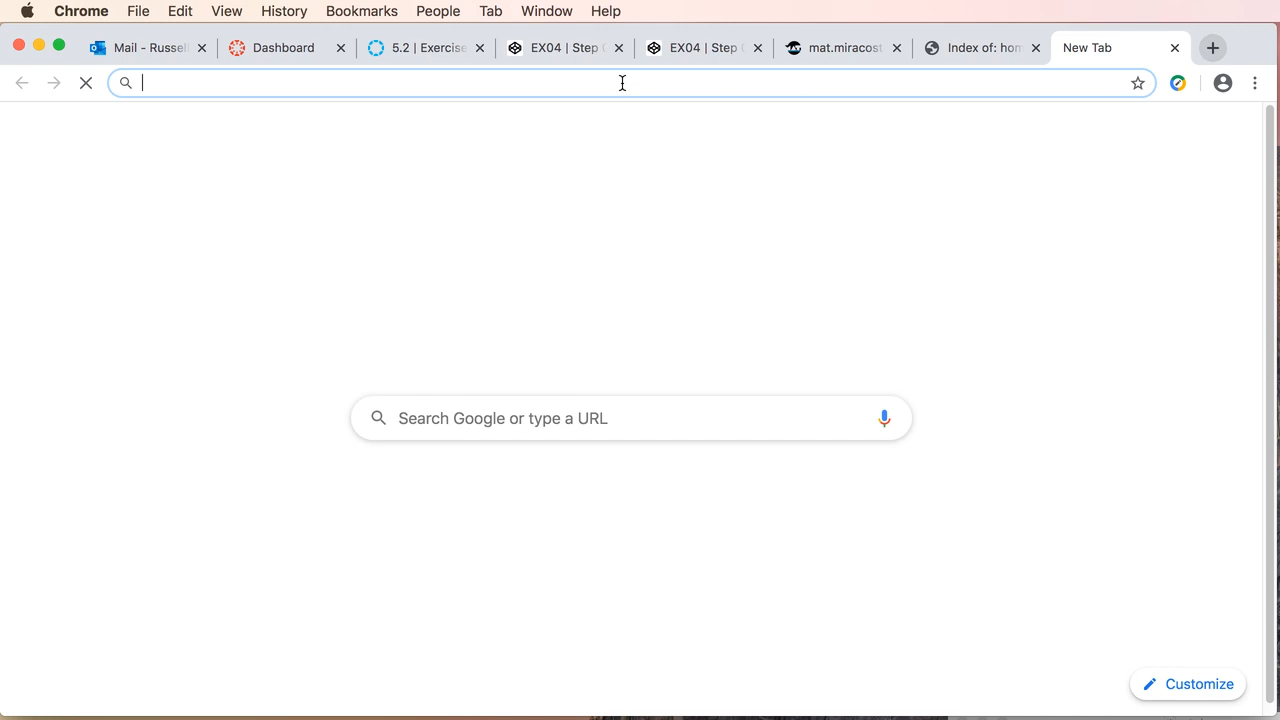 Chrome File Edit View History Bookmarks People Tab Window Help
Mail - Russel Dashboard 5.2 | Exercise EX04 | Step EX04 | Step mat.miracost Index of: hom New Tab
Search Google or type a URL
Customize